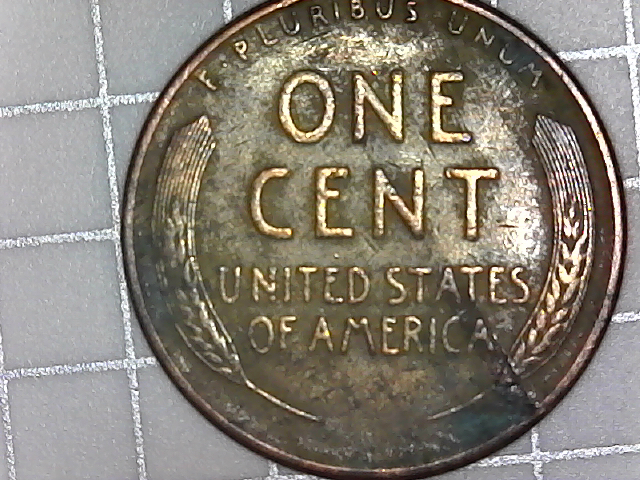 E·PLURIBUS·UNUM
ONE
CENT
UNITED STATES
OF AMERICA